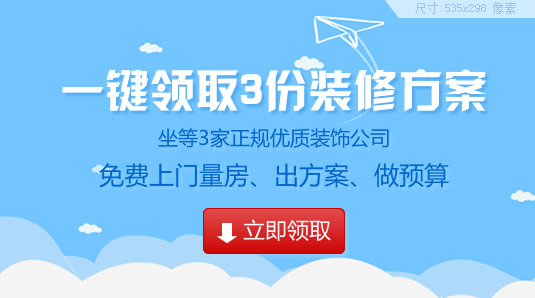 尺寸:535x298 像素
一键领取3份装修方案
坐等3家正规优质装饰公司
免费上门量房、出方案、做预算
立即领取